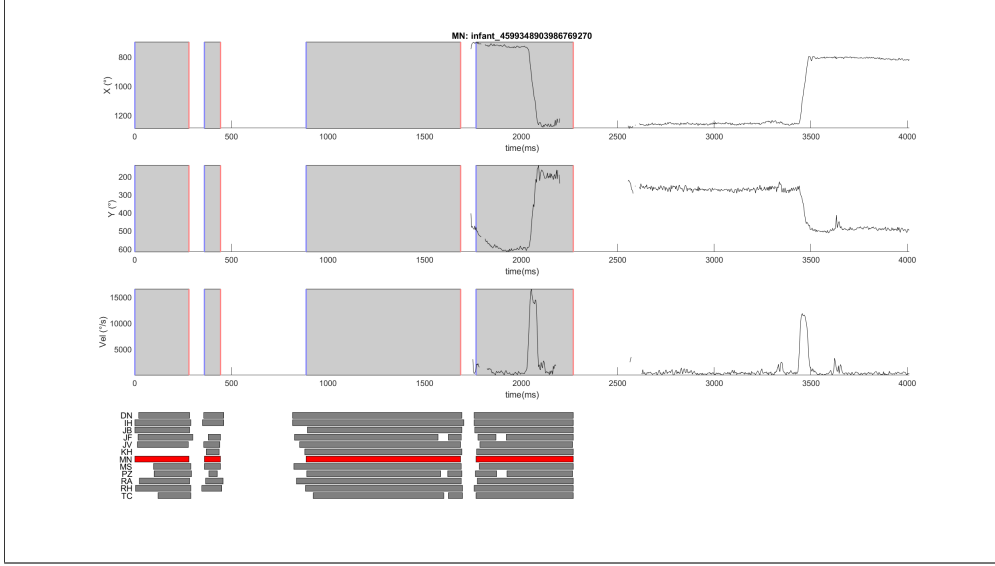 MN: infant_4599348903986769270
800
1000
1200
X (°)
0 500 1000 1500 2000 2500 3000 3500 4000
time(ms)
200
300
400
500
600
Y (°)
0 500 1000 1500 2000 2500 3000 3500 4000
time(ms)
15000
10000
5000
Vel (°/s)
0 500 1000 1500 2000 2500 3000 3500 4000
time(ms)
DN
IH
JB
JF
JV
KH
MN
MS
PZ
RA
RH
TC